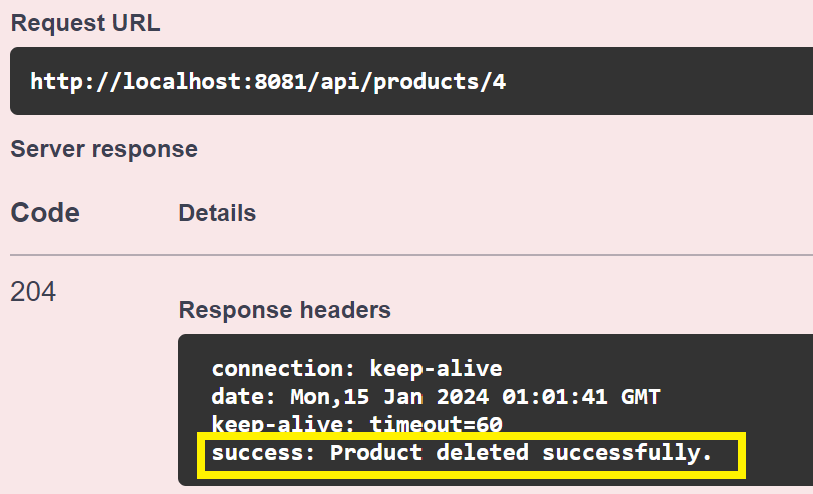 Request URL
http://localhost:8081/api/products/4
Server response
Code Details
204
Response headers
connection: keep-alive
date: Mon,15 Jan 2024 01:01:41 GMT
keep-alive: timeout=60
success: Product deleted successfully.